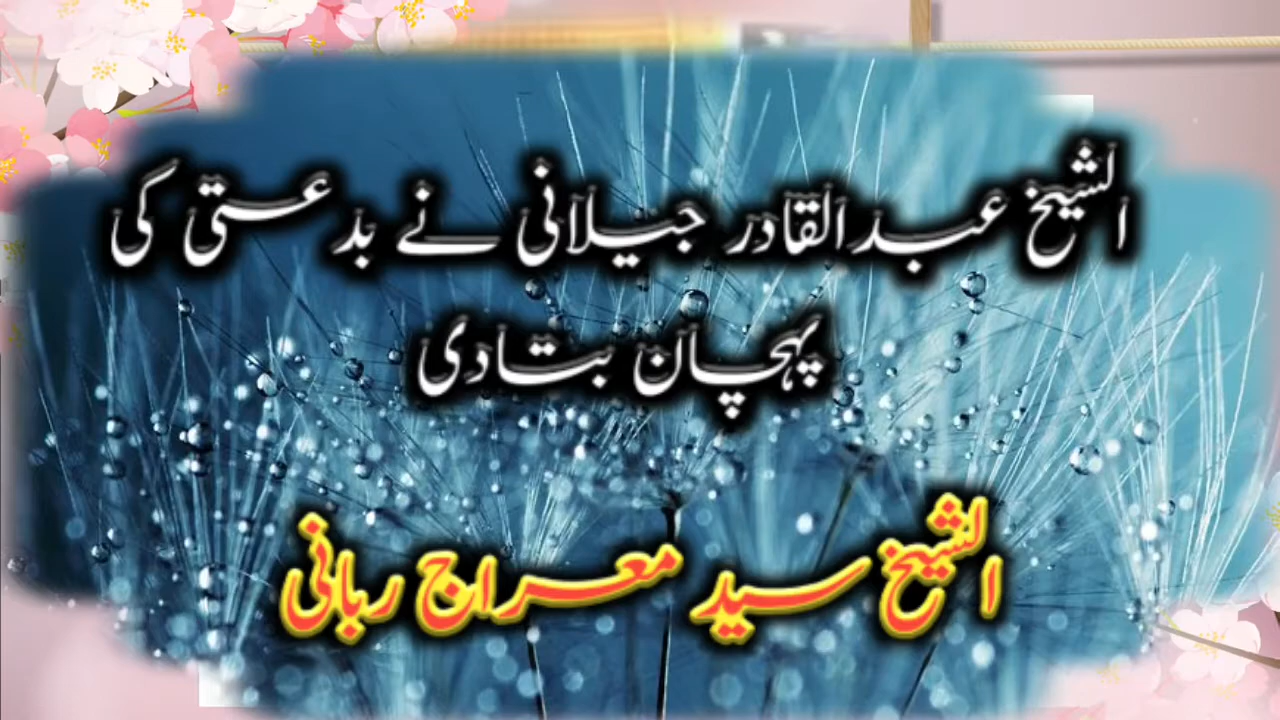 الشیخ عبدالقادر جیلانی نے بدعتی کی
پہچان بتادی
الشیخ سید معراج ربانی